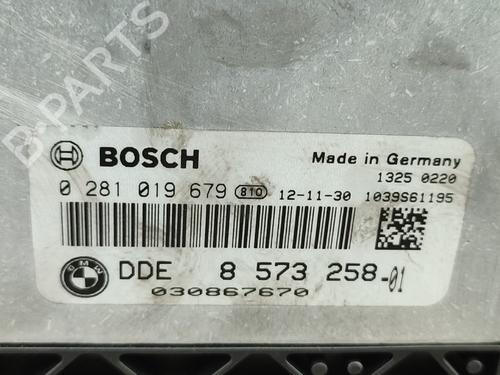 B-PARTS
BOSCH
Made in Germany
1325 0220
0 281 019 679 810 12-11-30 1039S61195
BMW
DDE 8 573 258-01
030867670